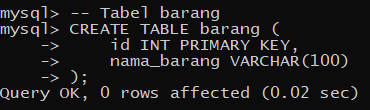 mysql> -- Tabel barang
mysql> CREATE TABLE barang (
    ->     id INT PRIMARY KEY,
    ->     nama_barang VARCHAR(100)
    -> );
Query OK, 0 rows affected (0.02 sec)